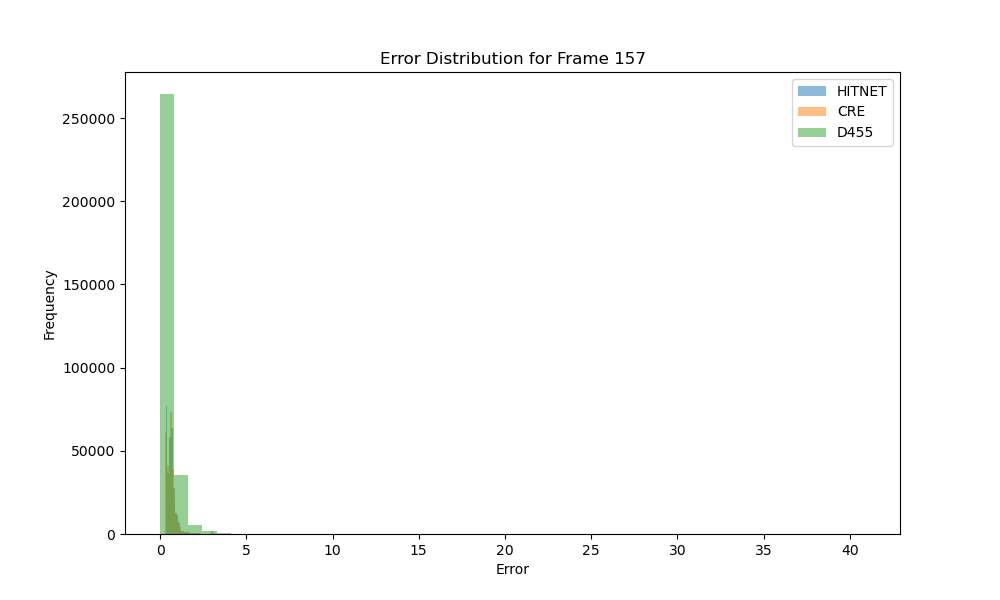 Error Distribution for Frame 157
HITNET
CRE
D455
250000
200000
150000
100000
50000
0
Frequency
0 5 10 15 20 25 30 35 40
Error